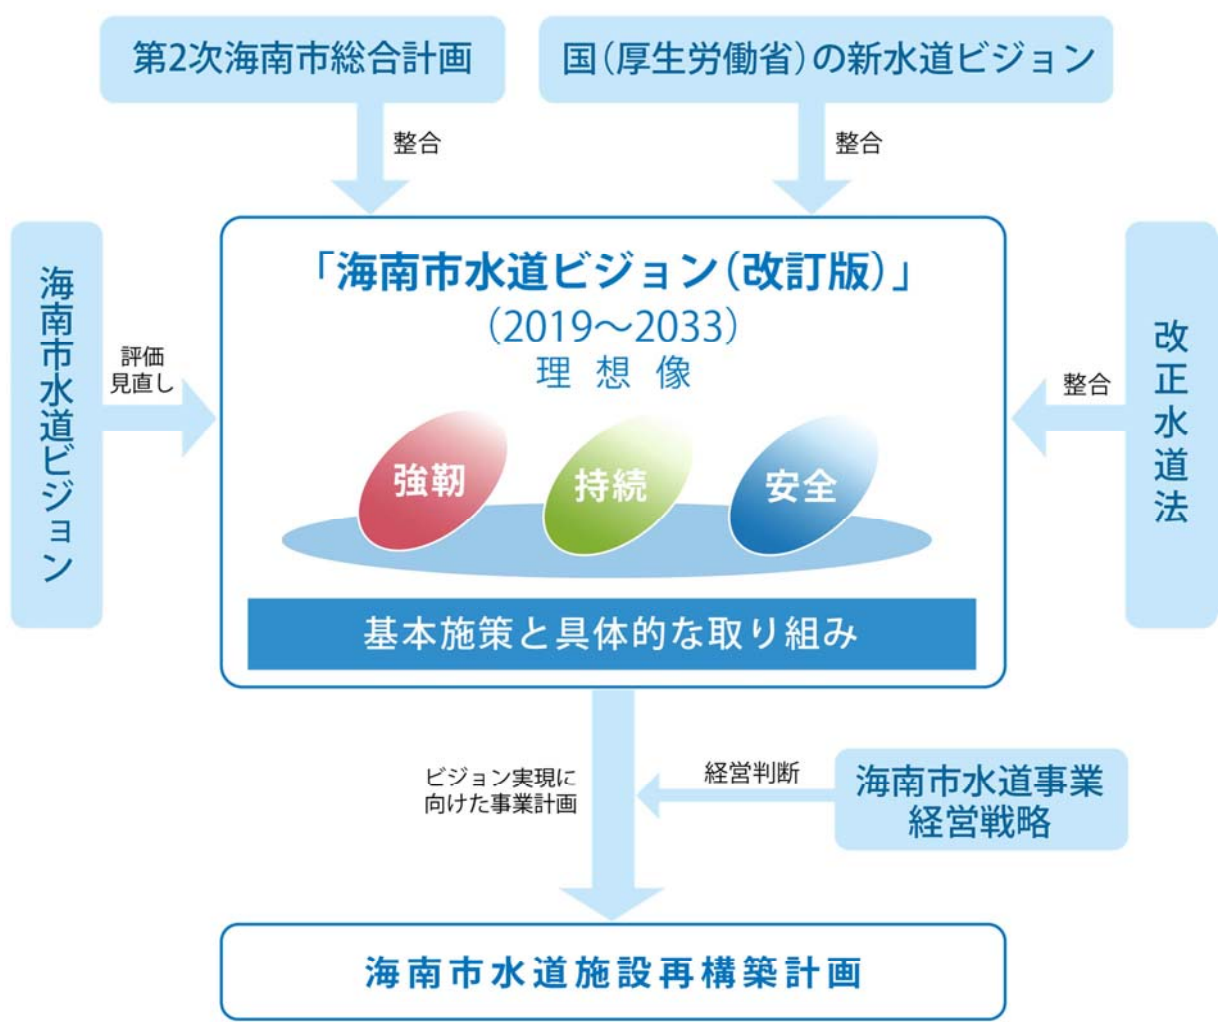 第2次海南市総合計画
国(厚生労働省)の新水道ビジョン
整合
整合
海南市水道ビジョン
評価
見直し
「海南市水道ビジョン(改訂版)」
(2019～2033)
理想像
強靭
持続
安全
基本施策と具体的な取り組み
整合
改正水道法
ビジョン実現に
向けた事業計画
経営判断
海南市水道事業
経営戦略
海南市水道施設再構築計画